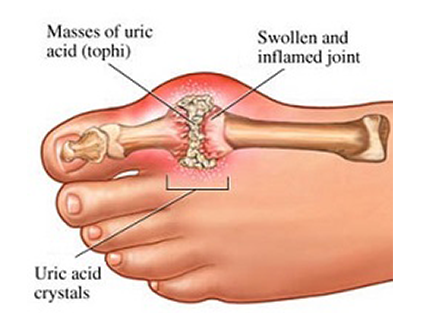 Masses of uric
acid (tophi)
Swollen and
inflamed joint
Uric acid
crystals